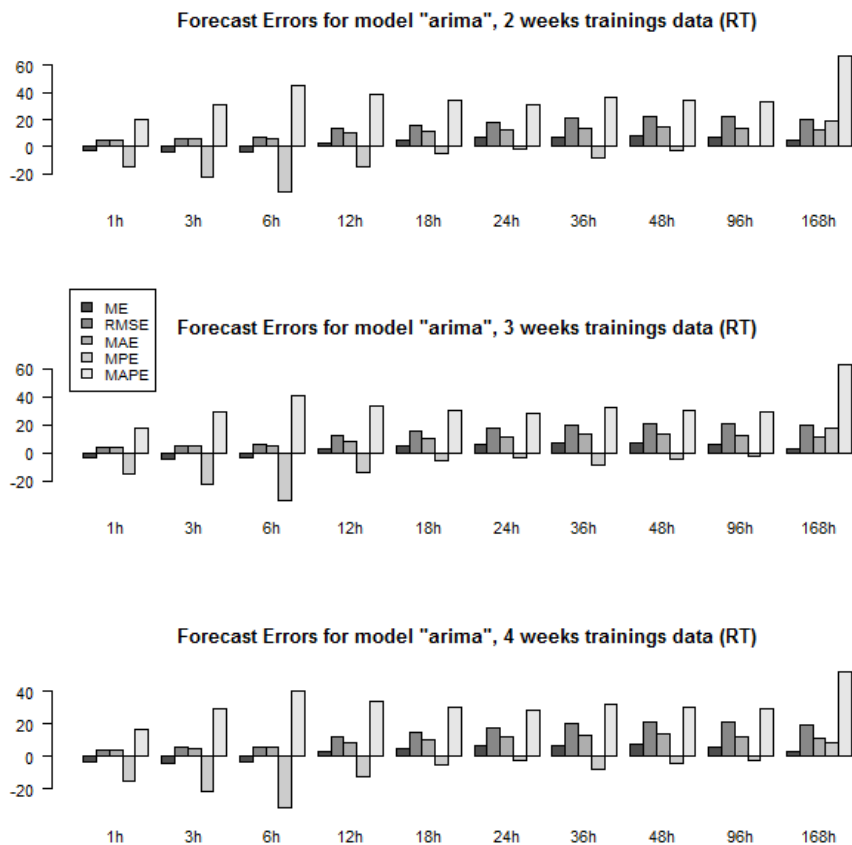 Forecast Errors for model "arima", 2 weeks trainings data (RT)
60
40
20
0
-20
1h 3h 6h 12h 18h 24h 36h 48h 96h 168h
ME
RMSE
MAE
MPE
MAPE
Forecast Errors for model "arima", 3 weeks trainings data (RT)
60
40
20
0
-20
1h 3h 6h 12h 18h 24h 36h 48h 96h 168h
Forecast Errors for model "arima", 4 weeks trainings data (RT)
40
20
0
-20
1h 3h 6h 12h 18h 24h 36h 48h 96h 168h